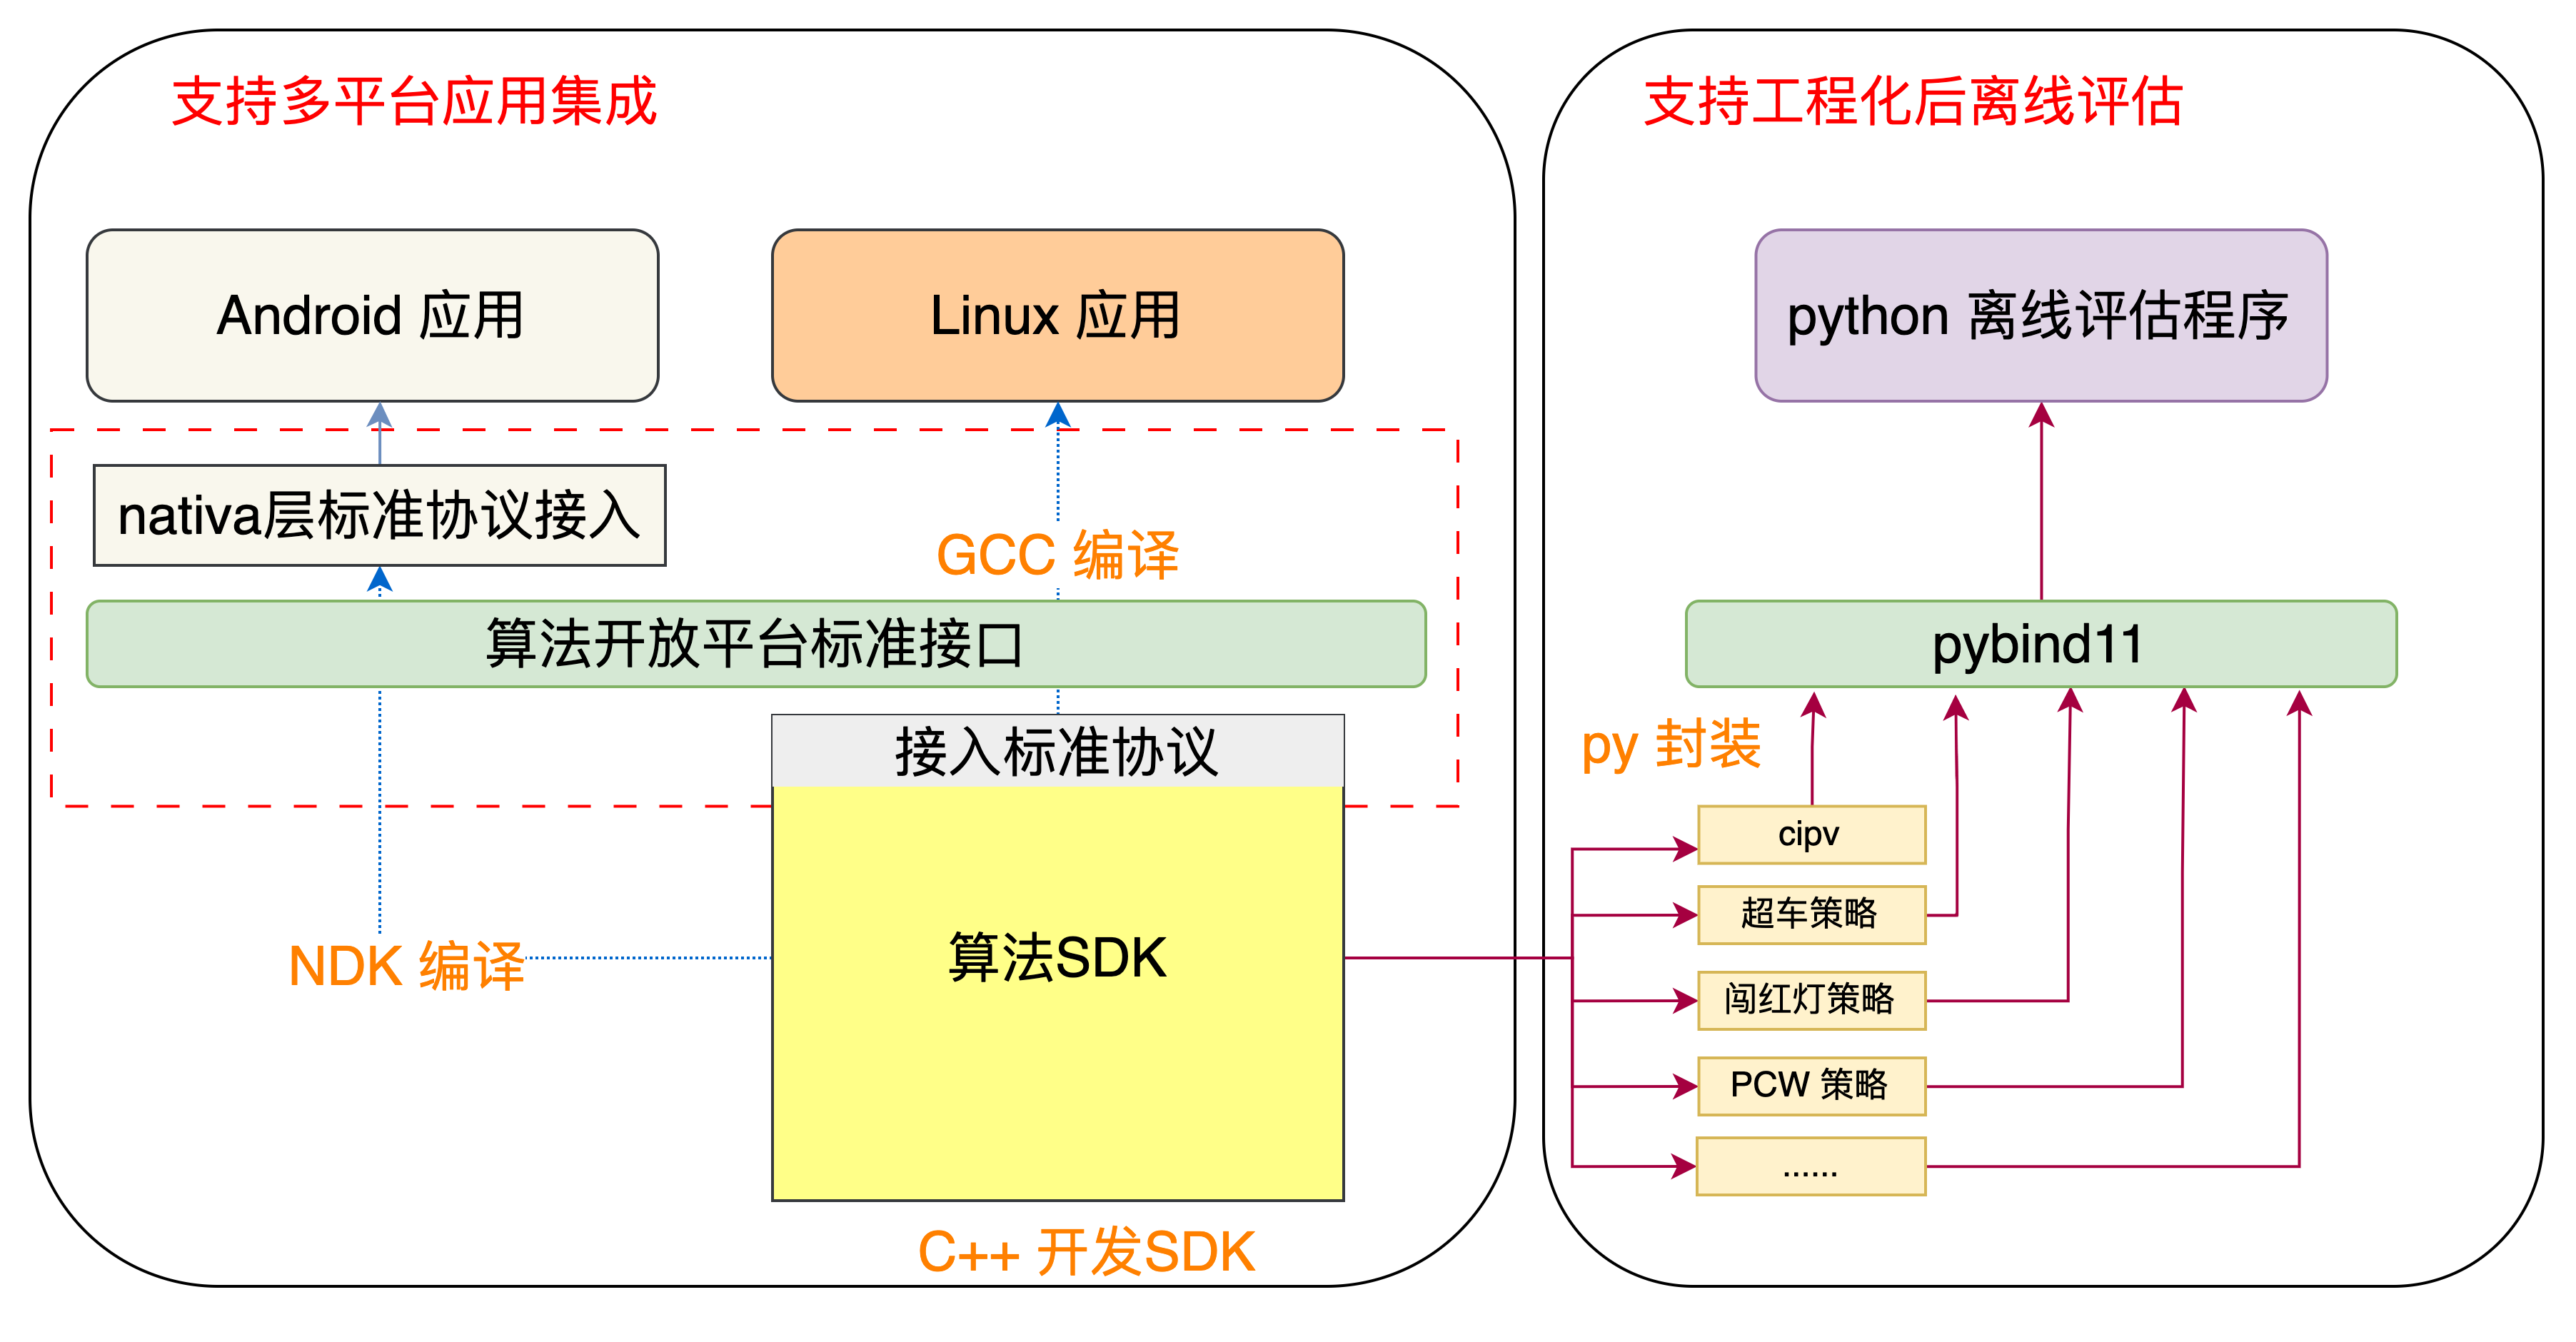 支持多平台应用集成
支持工程化后离线评估
Android 应用
Linux 应用
python 离线评估程序
nativa层标准协议接入
GCC 编译
算法开放平台标准接口
pybind11
接入标准协议
py 封装
cipv
超车策略
算法SDK
NDK 编译
闯红灯策略
PCW 策略
......
C++ 开发SDK